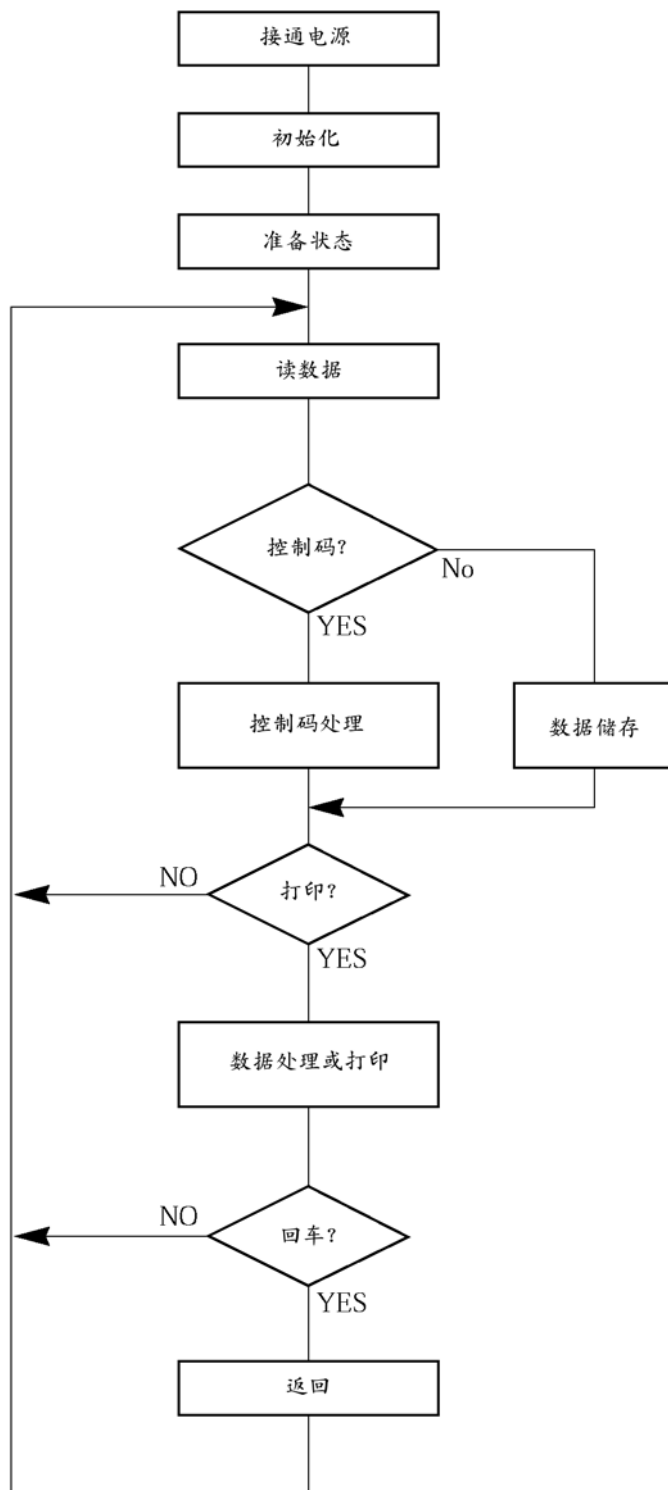 接通电源
初始化
准备状态
读数据
控制码?
No
YES
控制码处理
数据储存
NO
打印?
YES
数据处理或打印
NO
回车?
YES
返回